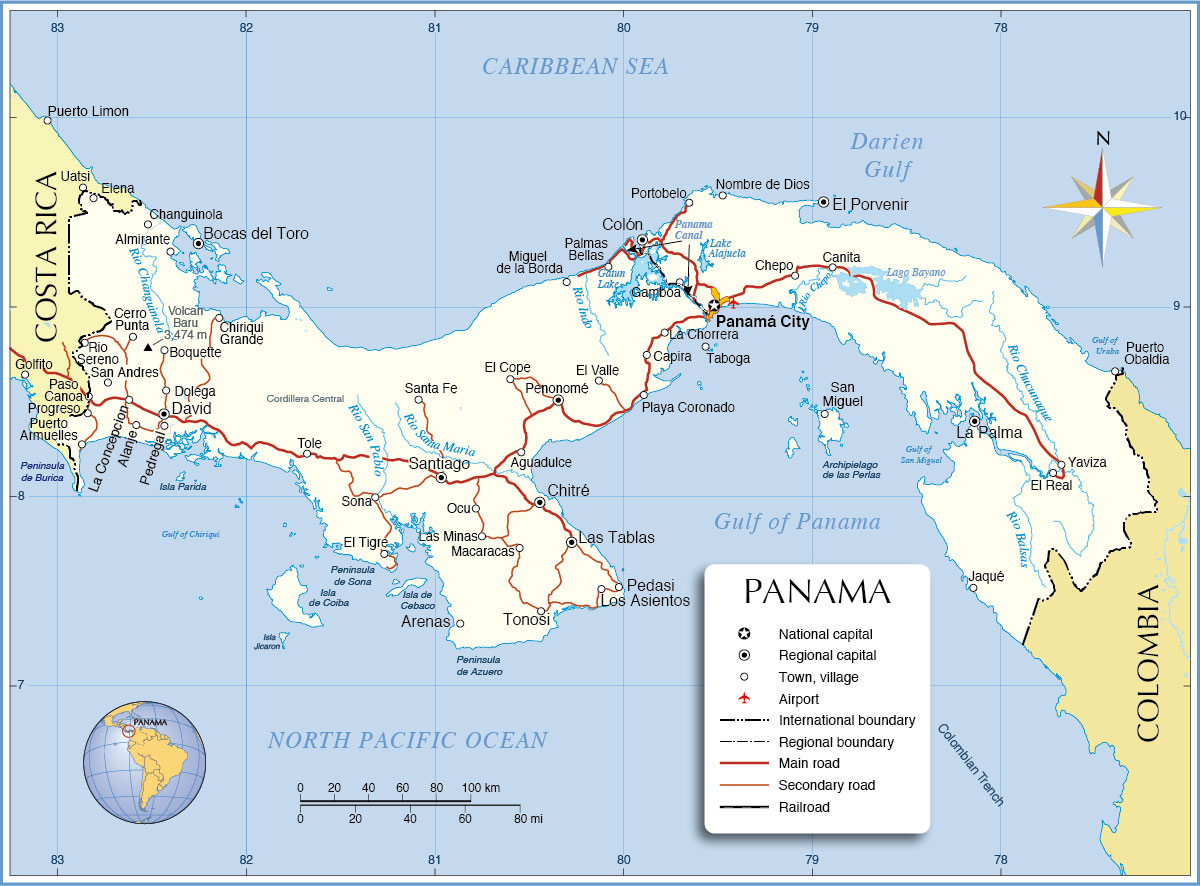 83
82
81
80
79
78
CARIBBEAN SEA
Puerto Limon
10
Darien
Gulf
N
COSTA RICA
Uatsi
Elena
Changuinola
Almirante
Bocas del Toro
Rio Changuinola
Portobelo
Nombre de Dios
El Porvenir
Colón
Panama
Canal
Palmas
Bellas
Miguel
de la Borda
Lake
Alajuela
Gatun
Lake
Gamboa
Rio Indo
Chepo
Canita
Rio Chepo
Lago Bayano
9
Panamá City
Cerro
Punta
Volcan
Baru
3,474 m
Chiriqui
Grande
Rio
Sereno
Boquette
San Andres
Golfito
Paso
Canoa
Progreso
Puerto
Armuelles
Dolega
David
La Concepcion
Alanje
Pedregal
Peninsula
de Burica
Isla Parida
Gulf of Chiriqui
Cordillera Central
Santa Fe
Rio San Pablo
Rio Santa Maria
El Cope
Penonomé
El Valle
La Chorrera
Capira
Taboga
Playa Coronado
San
Miguel
Archipielago
de las Perlas
Gulf of
San Miguel
La Palma
Rio Chucunaque
Gulf of
Uraba
Puerto
Obaldia
Yaviza
El Real
Rio Balsas
Jaqué
Tole
Santiago
Aguadulce
8
Sona
Ocu
Chitré
Las Minas
Macaracas
Las Tablas
El Tigre
Peninsula
de Sona
Isla
de Coiba
Isla de
Cebaco
Isla
Jicaron
Arenas
Tonosi
Pedasi
Los Asientos
Peninsula
de Azuero
Gulf of Panama
7
COLOMBIA
Colombian Trench
NORTH PACIFIC OCEAN
PANAMA
0 20 40 60 80 100 km
0 20 40 60 80 mi
PANAMA
National capital
Regional capital
Town, village
Airport
International boundary
Regional boundary
Main road
Secondary road
Railroad
83
82
81
80
79
78